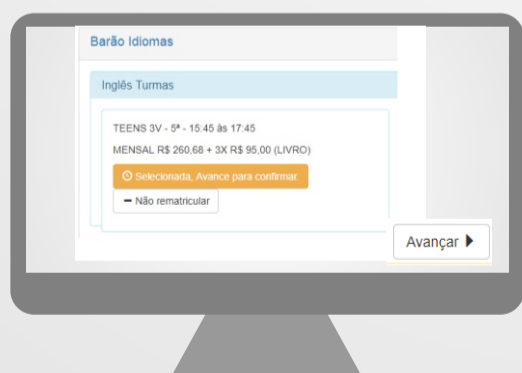 Barão Idiomas
Inglês Turmas
TEENS 3V - 5ª - 15:45 às 17:45
MENSAL R$ 260,68 + 3X R$ 95,00 (LIVRO)
Selecionada, Avance para confirmar.
Não rematricular
Avançar